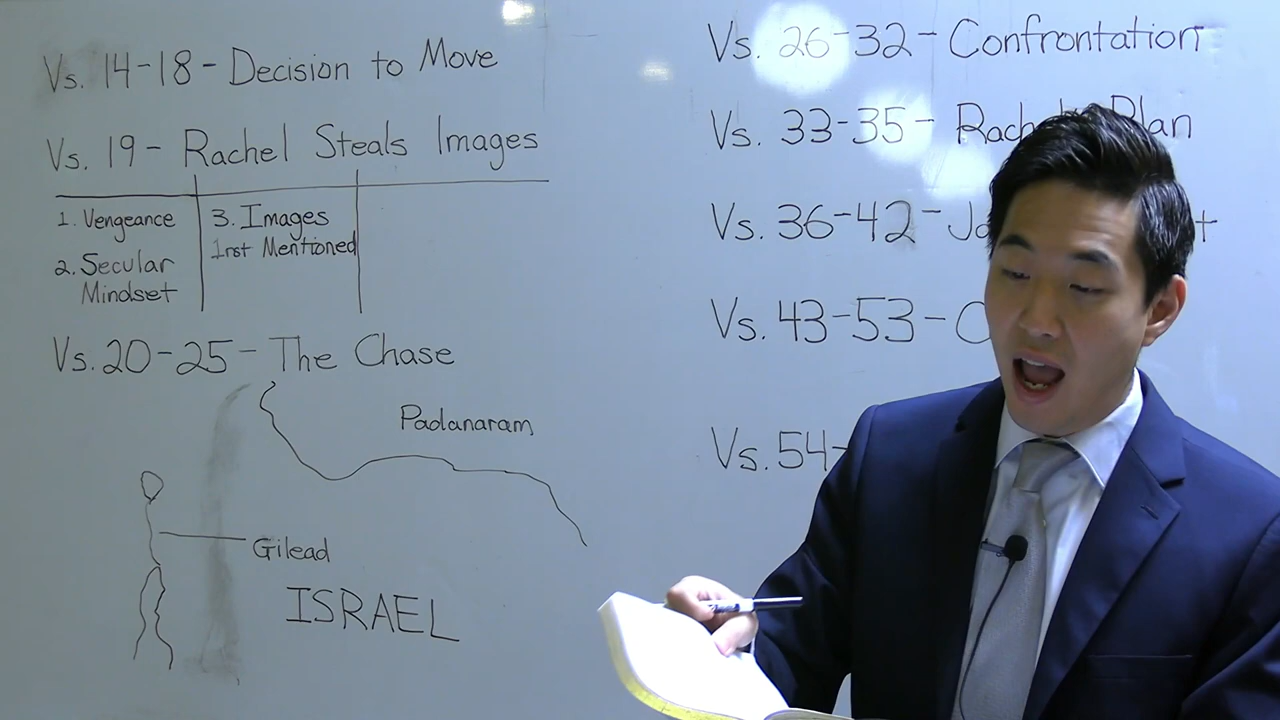 Vs. 14-18- Decision to Move
Vs. 19- Rachel Steals Images
1. Vengeance
2. Secular
Mindset
3. Images
1rst Mentioned
Vs. 20-25- The Chase
Padanaram
Gilead
ISRAEL
Vs. 26-32- Confrontation
Vs. 33-35- Plan
Vs. 36-42-
Vs. 43-53-
Vs. 54-